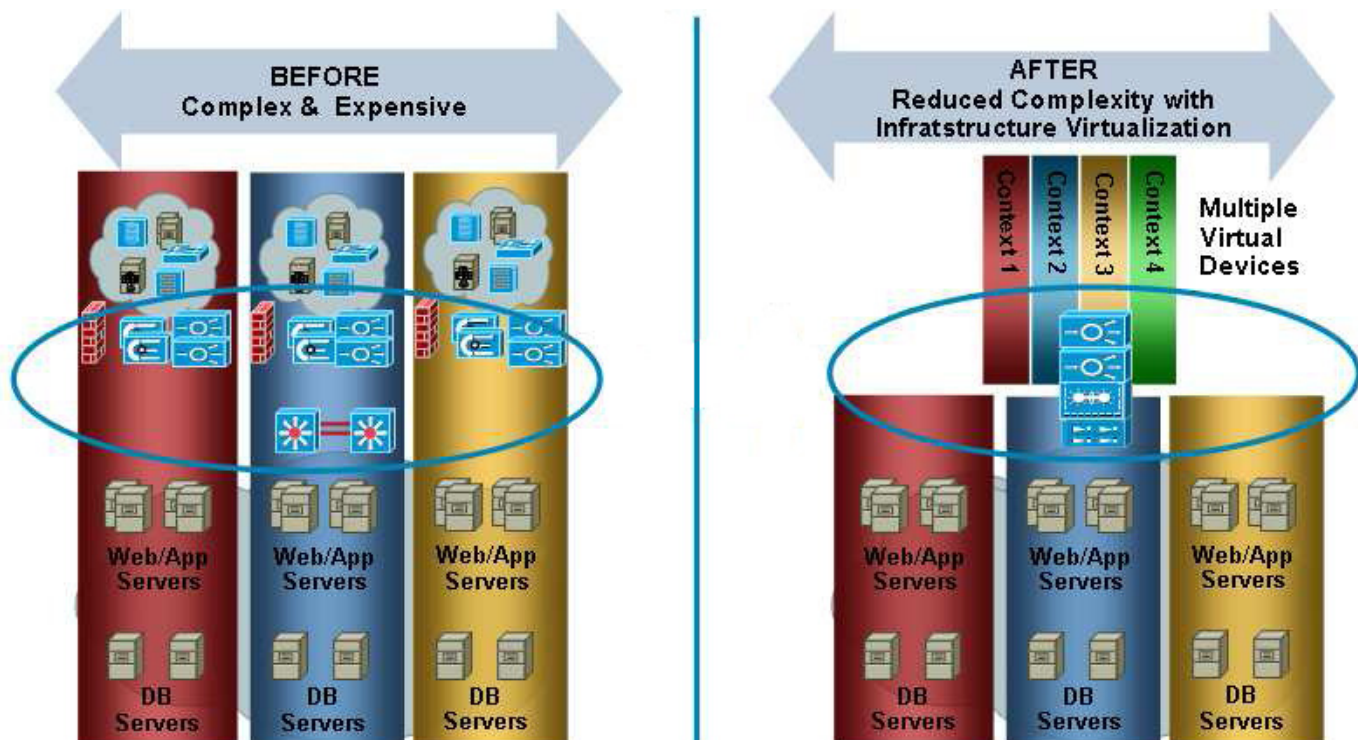 BEFORE
Complex & Expensive
Web/App
Servers
Web/App
Servers
Web/App
Servers
DB
Servers
DB
Servers
DB
Servers
AFTER
Reduced Complexity with
Infratstructure Virtualization
Context 1
Context 2
Context 3
Context 4
Multiple
Virtual
Devices
Web/App
Servers
Web/App
Servers
Web/App
Servers
DB
Servers
DB
Servers
DB
Servers